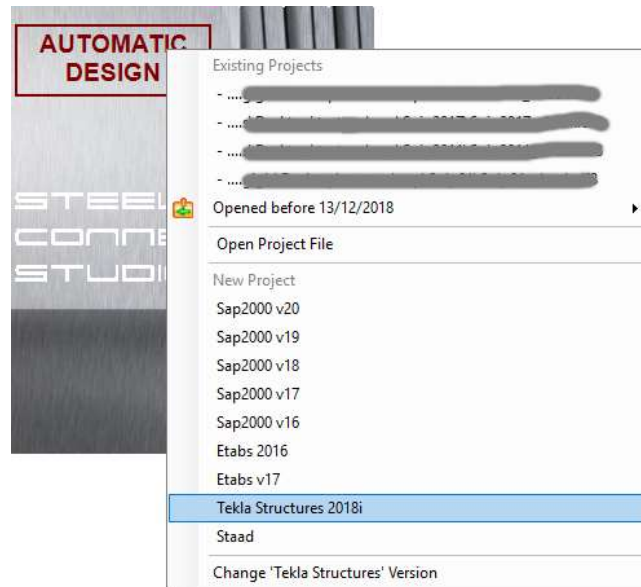 AUTOMATIC
DESIGN
STEEL
CONNE
STUDI
Existing Projects
- ....
- ....
- ....
- ....
Opened before 13/12/2018
Open Project File
New Project
Sap2000 v20
Sap2000 v19
Sap2000 v18
Sap2000 v17
Sap2000 v16
Etabs 2016
Etabs v17
Tekla Structures 2018i
Staad
Change 'Tekla Structures' Version